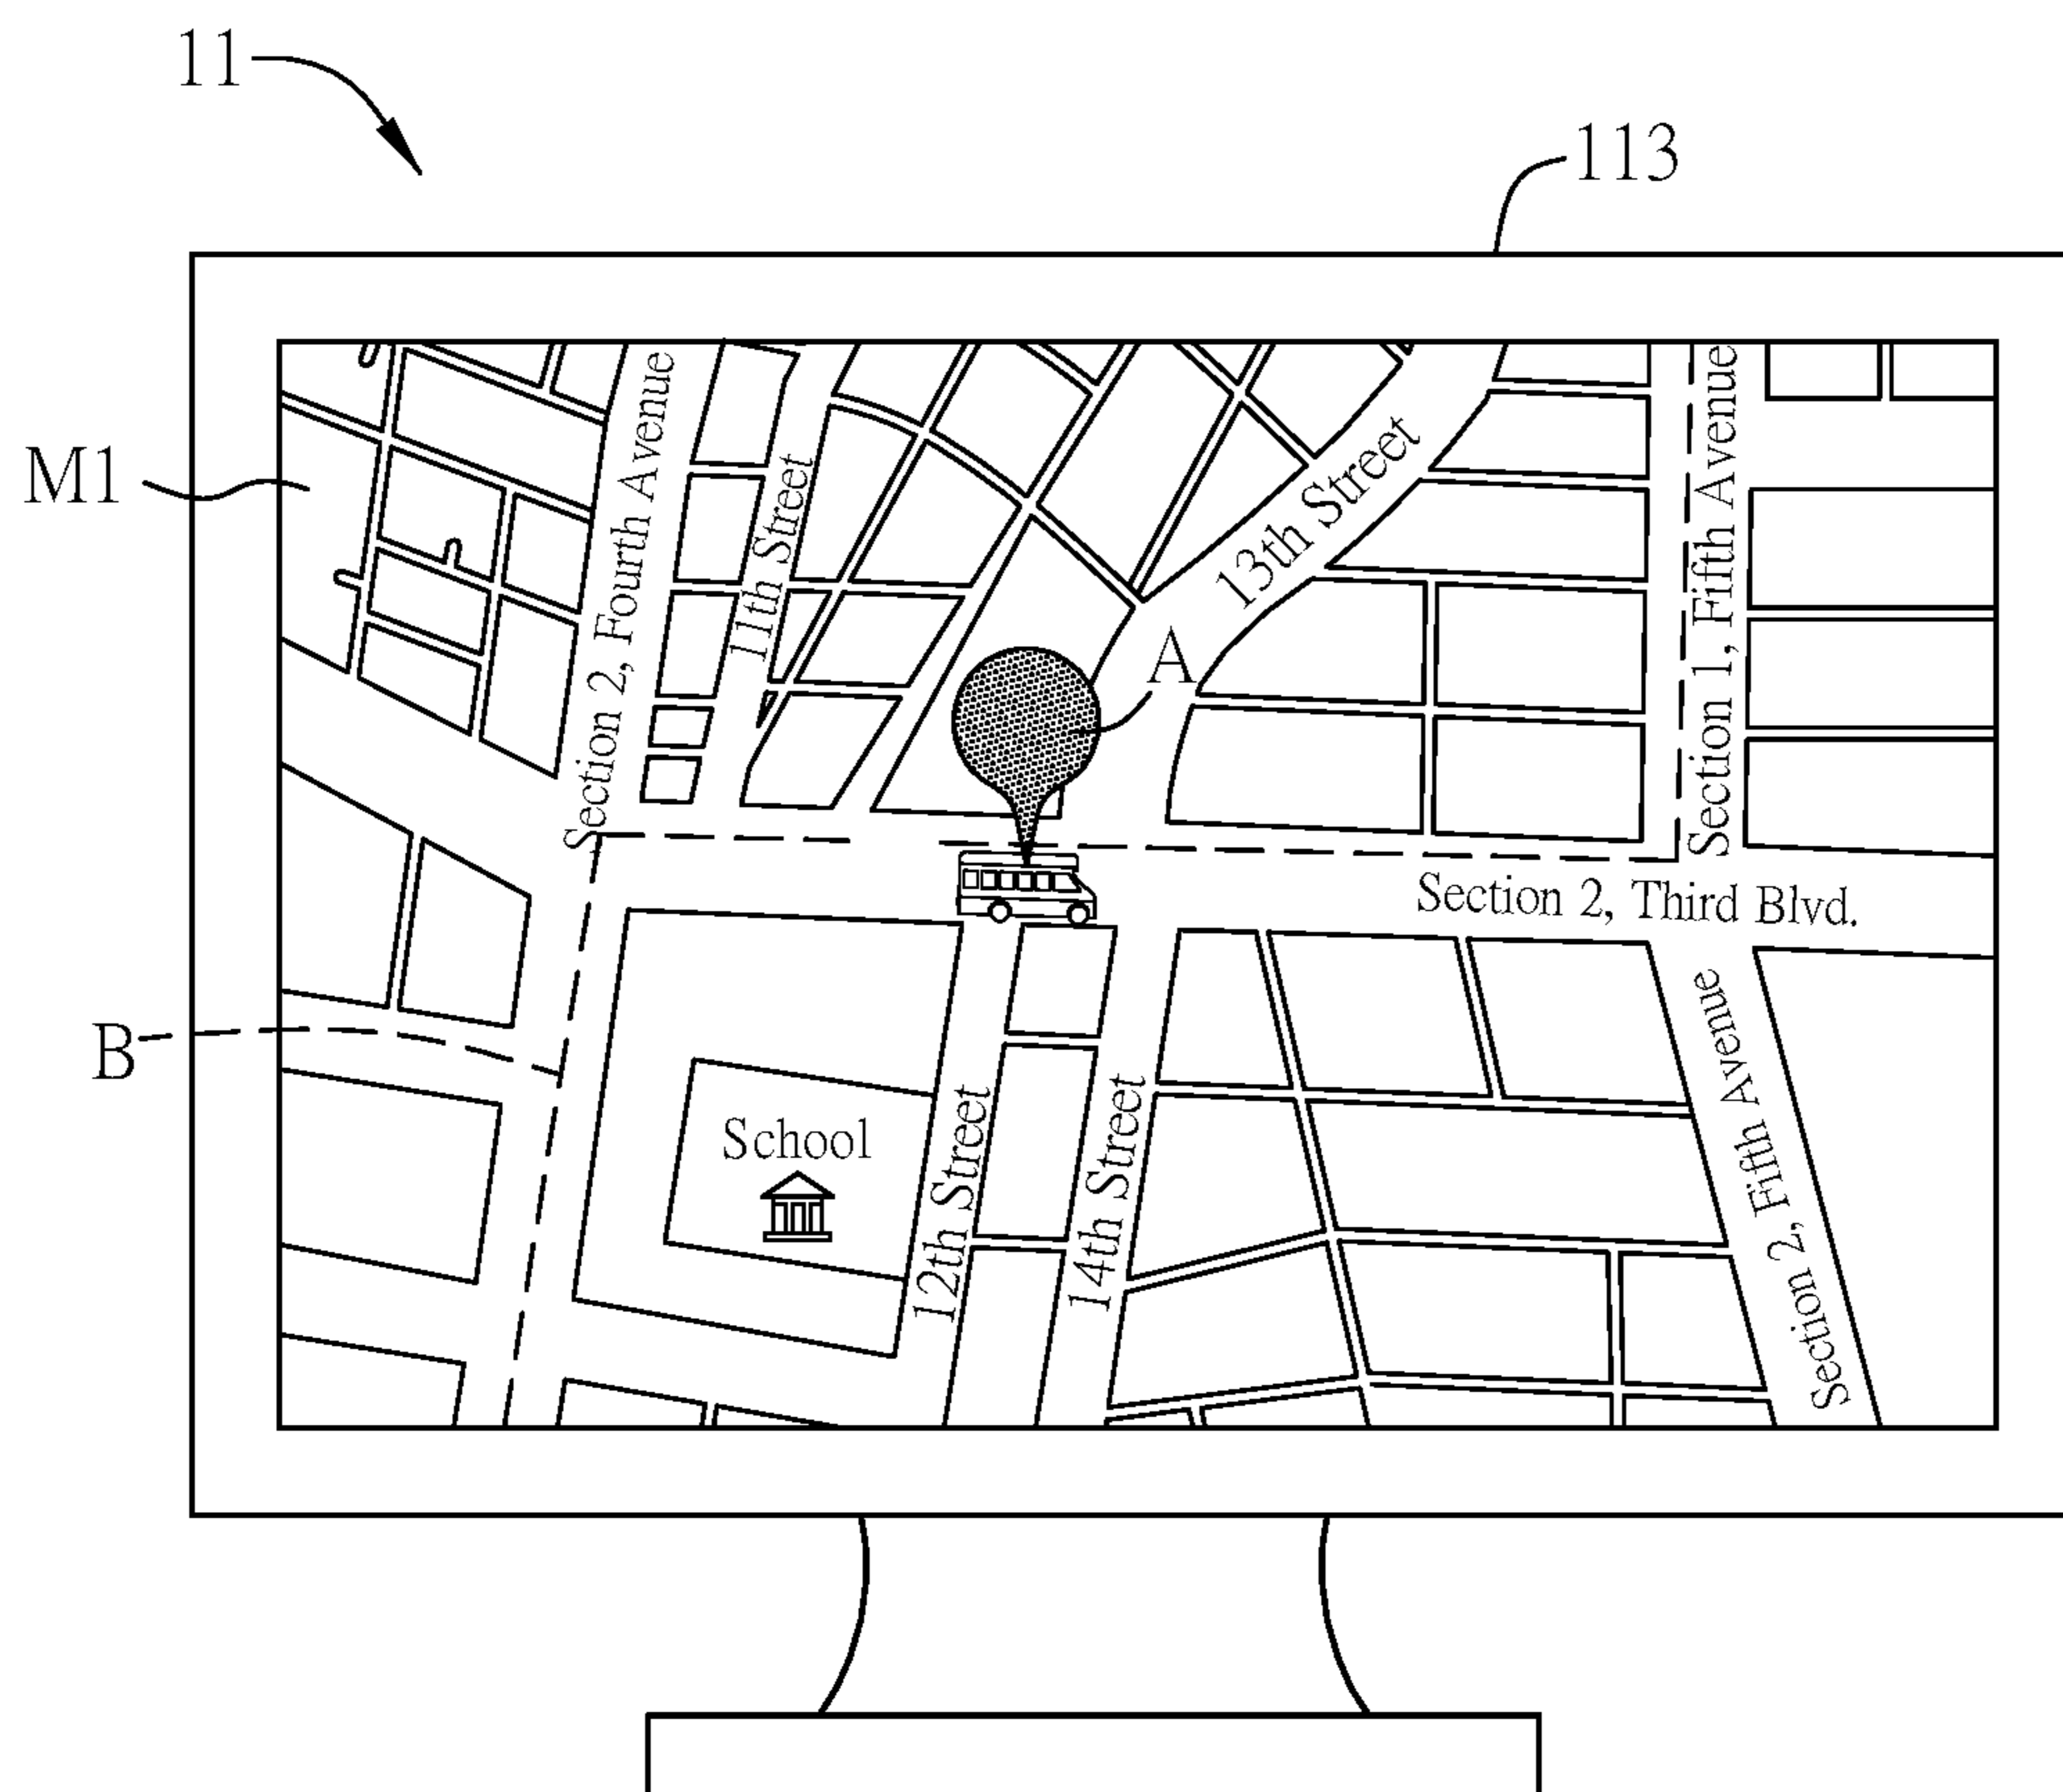 11
113
M1
Section 2, Fourth Avenue
11th Street
13th Street
Section 1, Fifth Avenue
A
Section 2, Third Blvd.
B
School
12th Street
14th Street
Section 2, Fifth Avenue